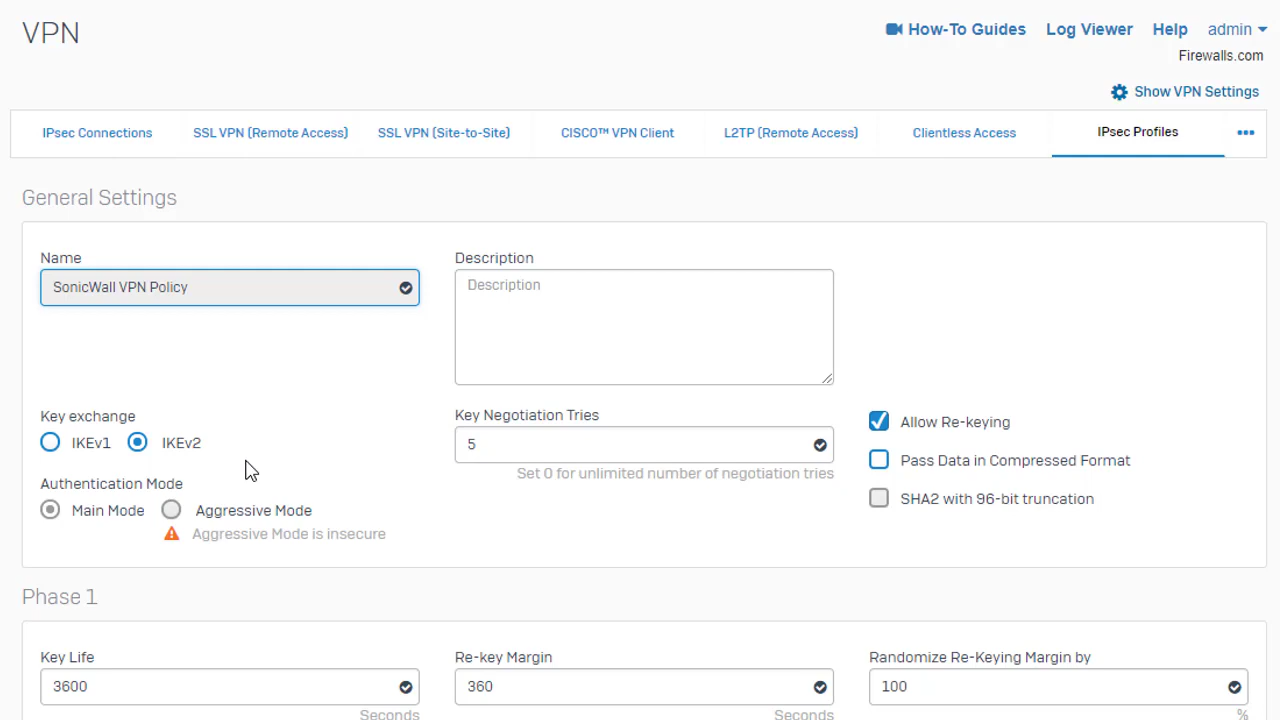 VPN
How-To Guides Log Viewer Help admin
Firewalls.com
Show VPN Settings
IPsec Connections SSL VPN (Remote Access) SSL VPN (Site-to-Site) CISCO™ VPN Client L2TP (Remote Access) Clientless Access IPsec Profiles •••
General Settings
Name
SonicWall VPN Policy
Description
Description
Key exchange
IKEv1 IKEv2
Authentication Mode
Main Mode Aggressive Mode
Aggressive Mode is insecure
Key Negotiation Tries
5
Set 0 for unlimited number of negotiation tries
Allow Re-keying
Pass Data in Compressed Format
SHA2 with 96-bit truncation
Phase 1
Key Life
3600
Seconds
Re-key Margin
360
Seconds
Randomize Re-Keying Margin by
100
%